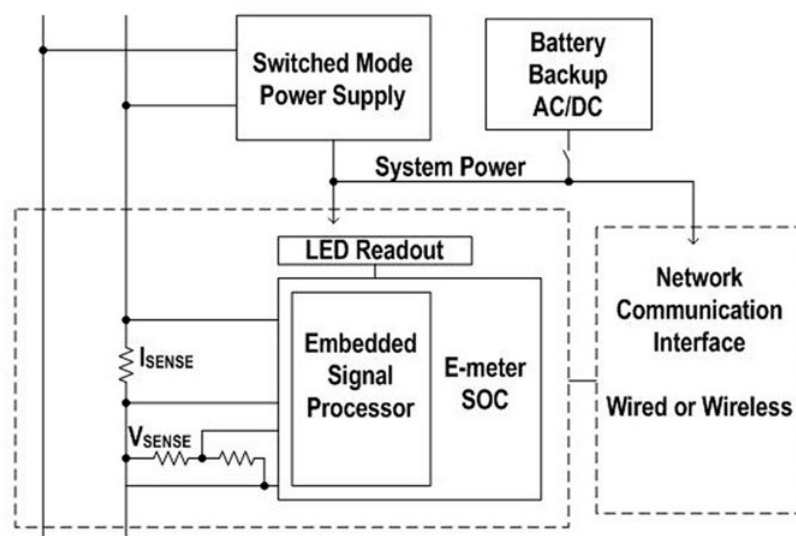 Switched Mode
Power Supply
Battery
Backup
AC/DC
System Power
LED Readout
Embedded
Signal
Processor
E-meter
SOC
ISENSE
VSENSE
Network
Communication
Interface
Wired or Wireless